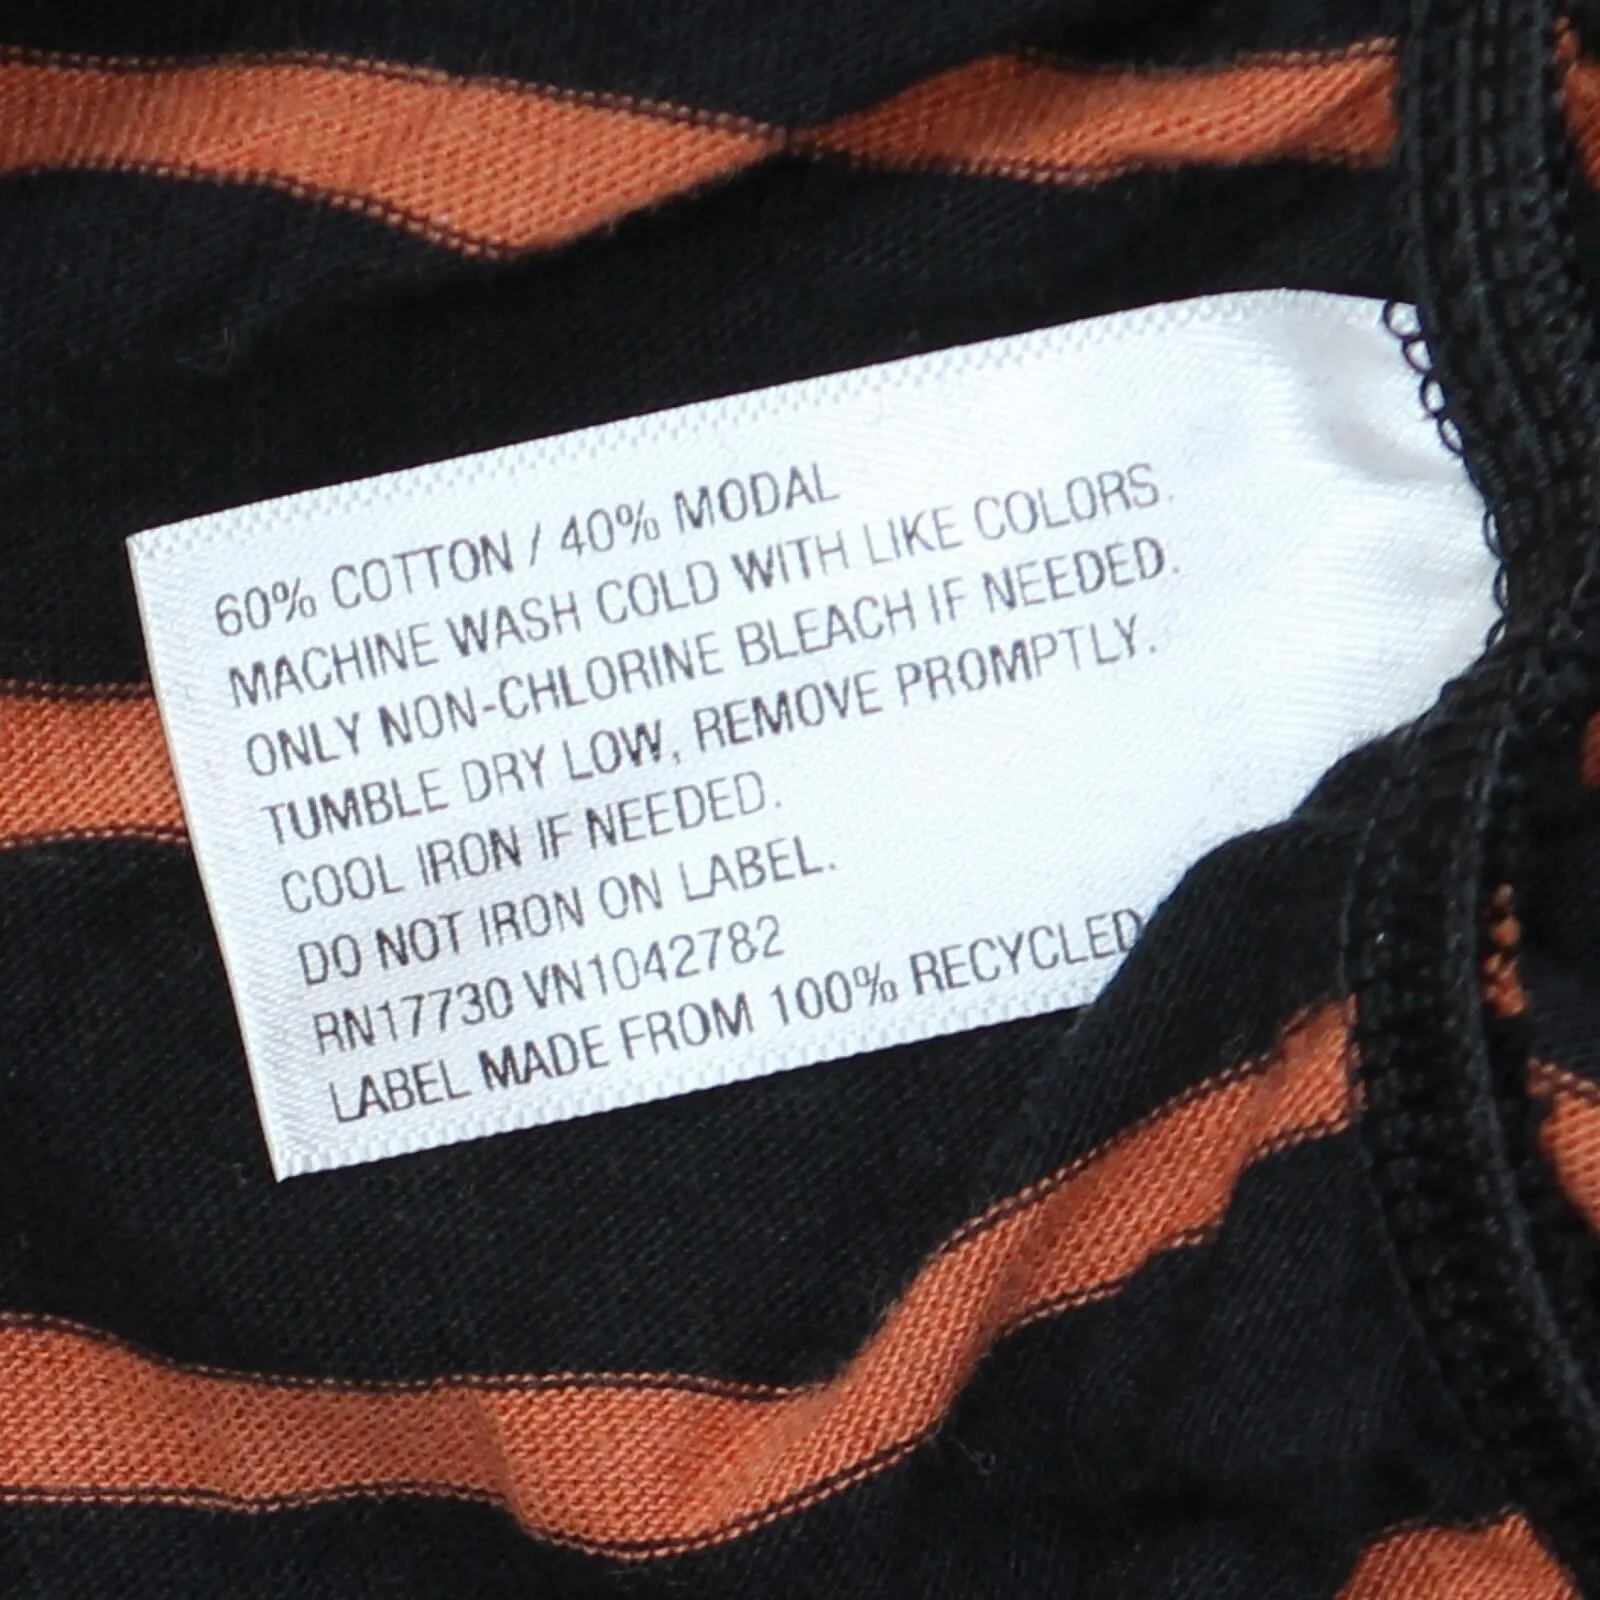 60% COTTON / 40% MODAL
MACHINE WASH COLD WITH LIKE COLORS.
ONLY NON-CHLORINE BLEACH IF NEEDED.
TUMBLE DRY LOW, REMOVE PROMPTLY.
COOL IRON IF NEEDED.
DO NOT IRON ON LABEL.
RN17730 VN1042782
LABEL MADE FROM 100% RECYCLED